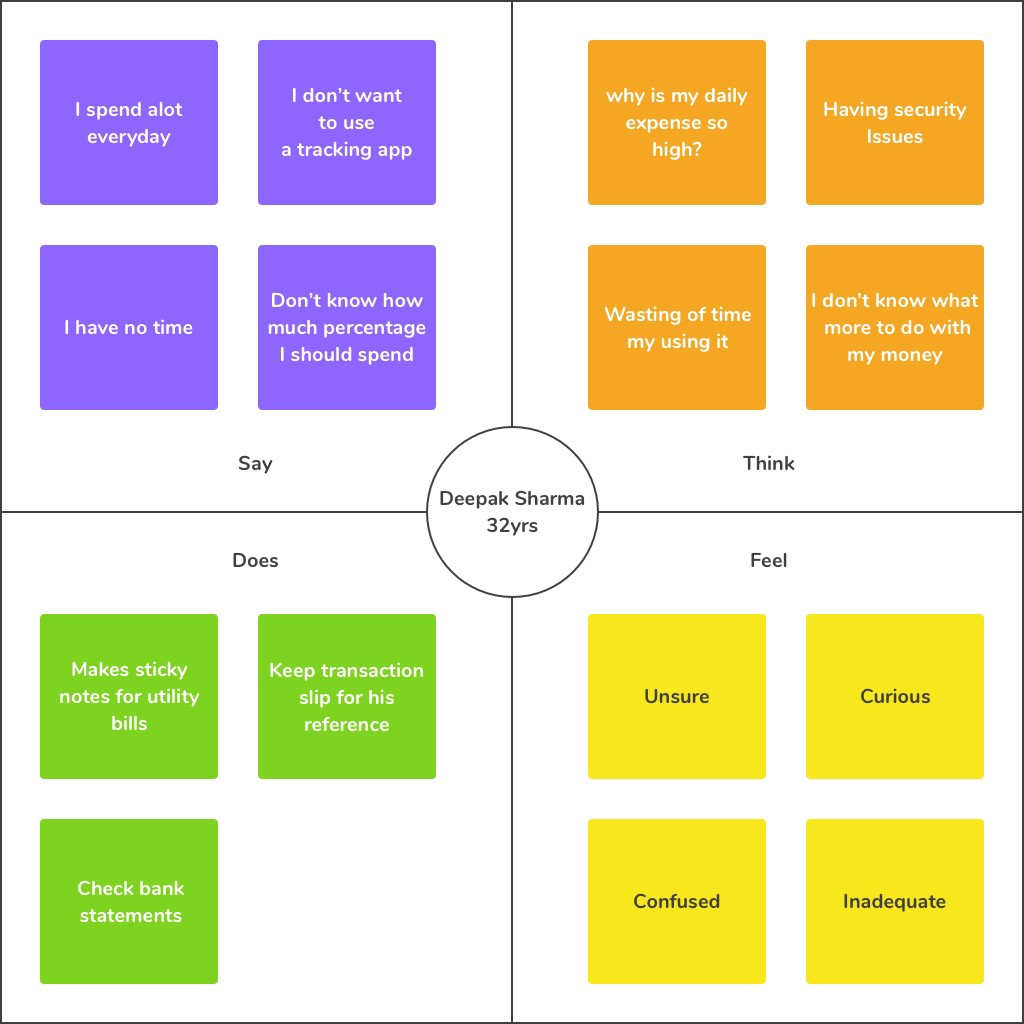 I spend alot
everyday
I don’t want
to use
a tracking app
I have no time
Don’t know how
much percentage
I should spend
Say
why is my daily
expense so
high?
Having security
Issues
Wasting of time
my using it
I don’t know what
more to do with
my money
Think
Deepak Sharma
32yrs
Does
Makes sticky
notes for utility
bills
Keep transaction
slip for his
reference
Check bank
statements
Feel
Unsure
Curious
Confused
Inadequate